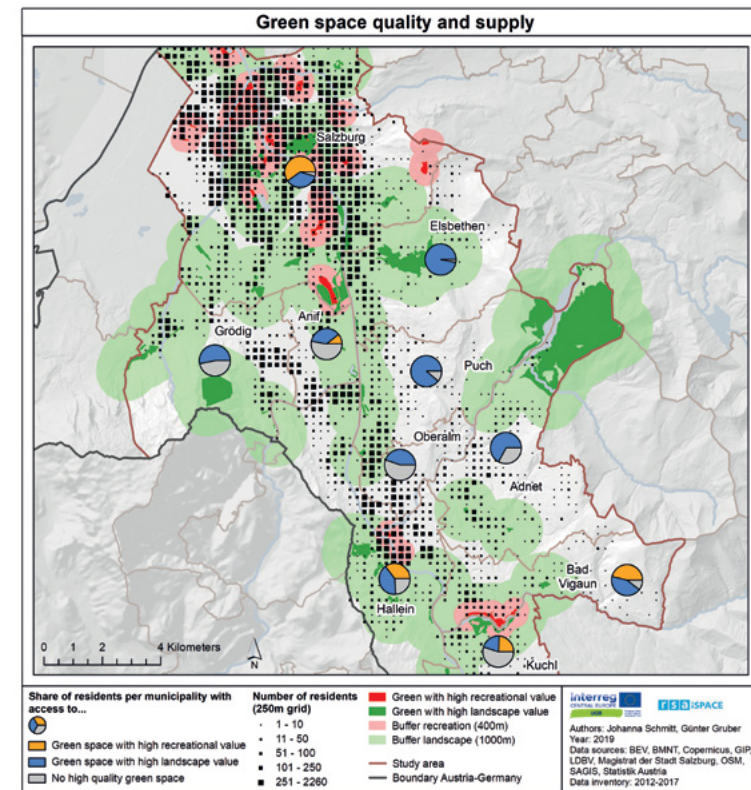 Green space quality and supply
Salzburg
Elsbethen
Anif
Grödig
Puch
Oberalm
Adnet
Bad
Vigaun
Hallein
Kuchl
0 1 2 4 Kilometers
N
Share of residents per municipality with
access to...
Green space with high recreational value
Green space with high landscape value
No high quality green space
Number of residents
(250m grid)
1 - 10
11 - 50
51 - 100
101 - 250
251 - 2260
Green with high recreational value
Green with high landscape value
Buffer recreation (400m)
Buffer landscape (1000m)
Study area
Boundary Austria-Germany
interreg
CENTRAL EUROPE
UGB
rsa iSPACE
Authors: Johanna Schmitt, Günter Gruber
Year: 2019
Data sources: BEV, BMNT, Copernicus, GIP,
LDBV, Magistrat der Stadt Salzburg, OSM,
SAGIS, Statistik Austria
Data inventory: 2012-2017